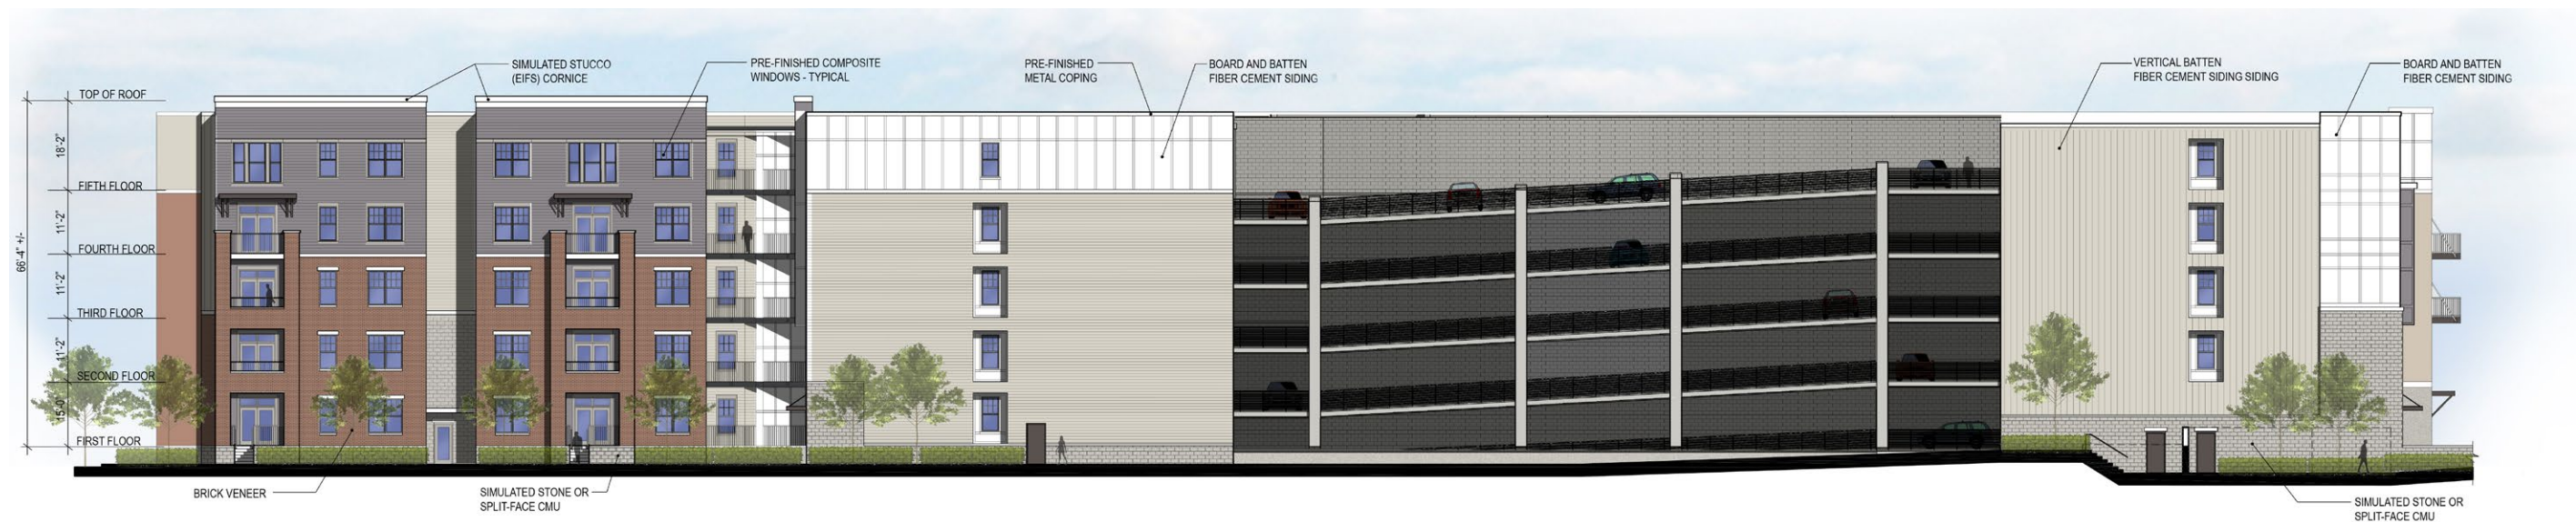 SIMULATED STUCCO
(EIFS) CORNICE
PRE-FINISHED COMPOSITE
WINDOWS - TYPICAL
PRE-FINISHED
METAL COPING
BOARD AND BATTEN
FIBER CEMENT SIDING
VERTICAL BATTEN
FIBER CEMENT SIDING SIDING
BOARD AND BATTEN
FIBER CEMENT SIDING
TOP OF ROOF
18'-2"
FIFTH FLOOR
11'-2"
FOURTH FLOOR
66'-4" +/-
11'-2"
THIRD FLOOR
11'-2"
SECOND FLOOR
15'-0"
FIRST FLOOR
BRICK VENEER
SIMULATED STONE OR
SPLIT-FACE CMU
SIMULATED STONE OR
SPLIT-FACE CMU